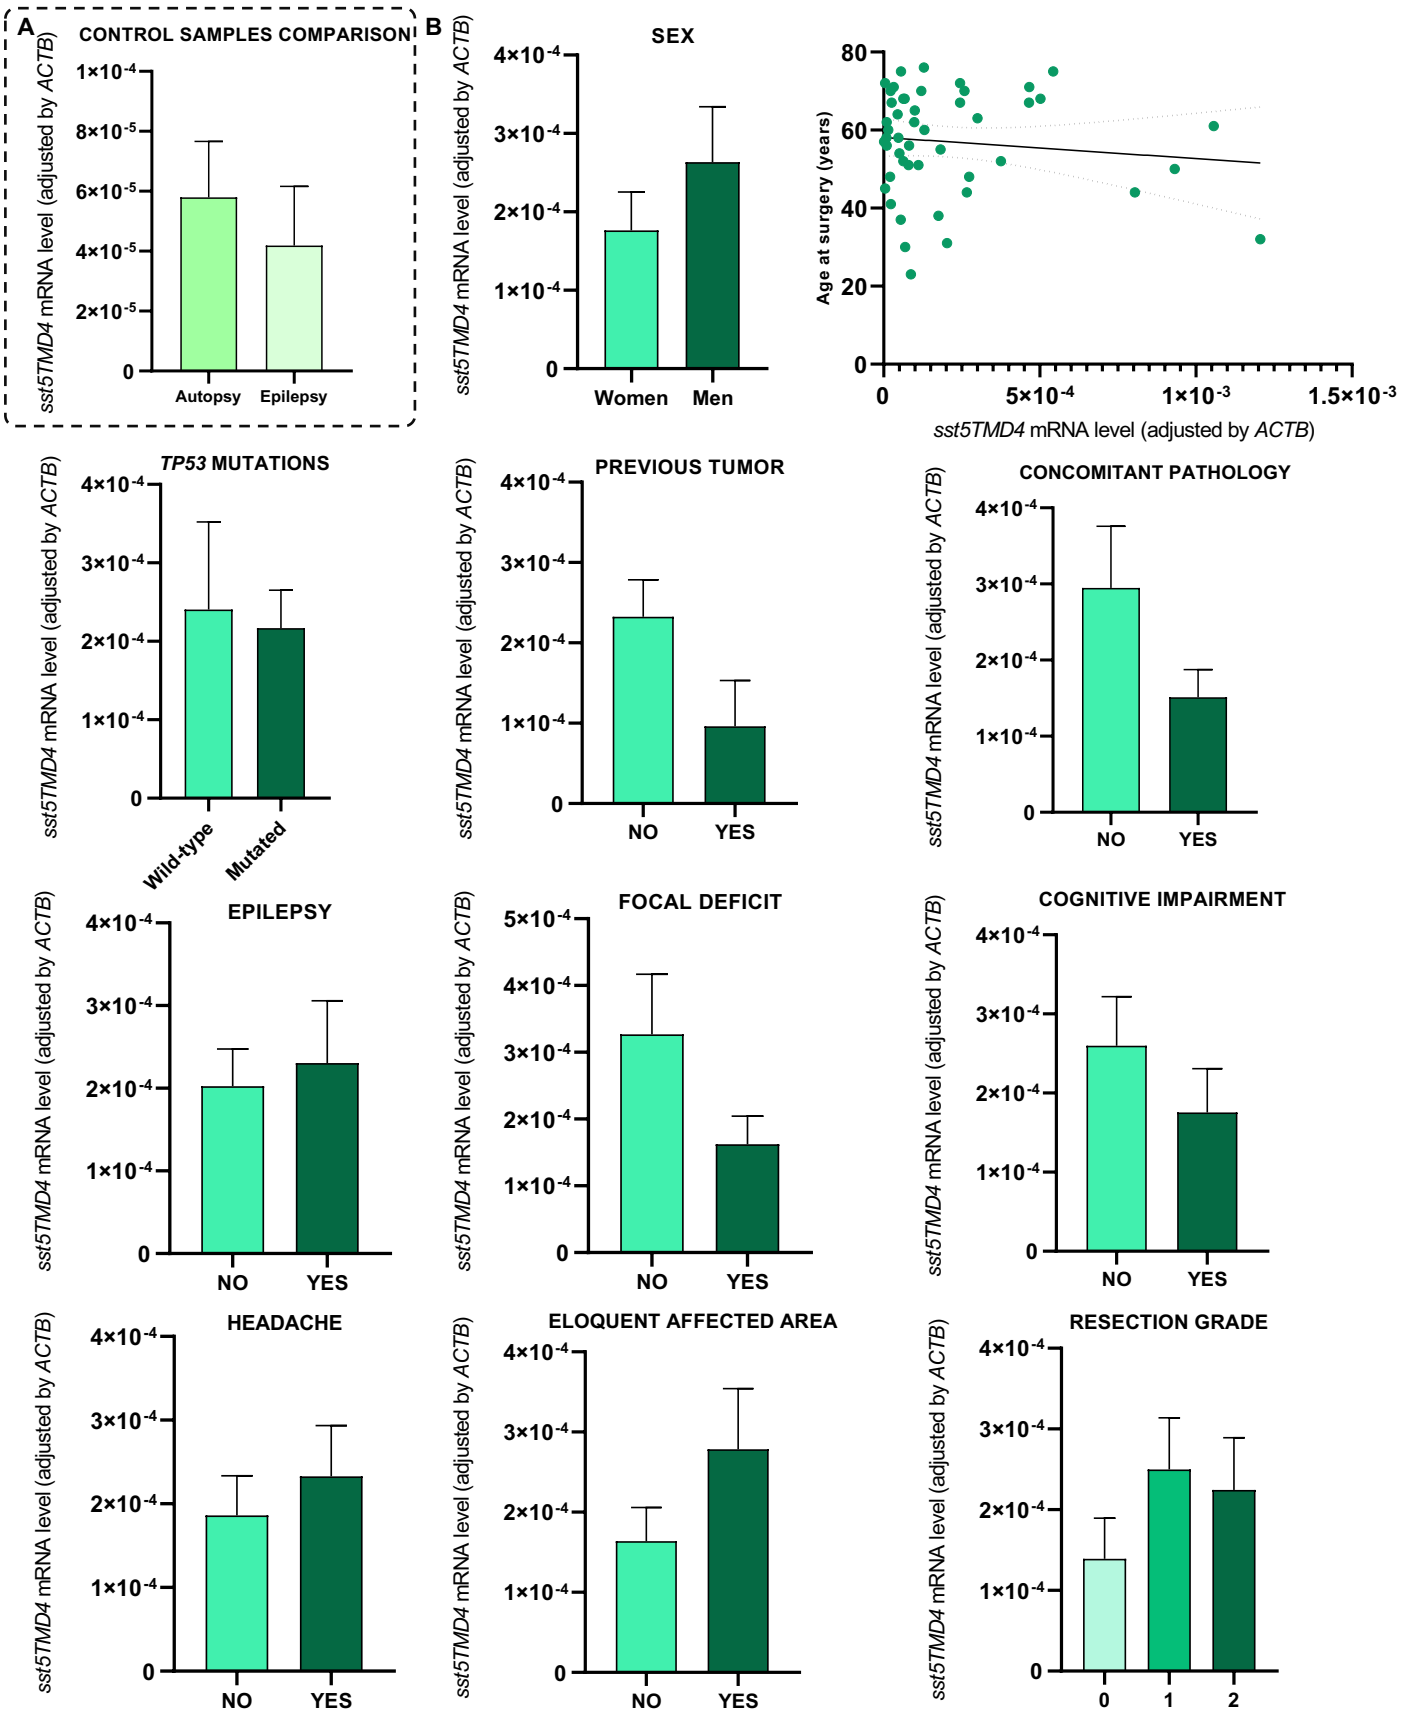 A
CONTROL SAMPLES COMPARISON
sst5TMD4 mRNA level (adjusted by ACTB)
1×10-4
8×10-5
6×10-5
4×10-5
2×10-5
0
Autopsy Epilepsy
B
SEX
sst5TMD4 mRNA level (adjusted by ACTB)
4×10-4
3×10-4
2×10-4
1×10-4
0
Women Men
Age at surgery (years)
80
60
40
20
0
0 5×10-4 1×10-3 1.5×10-3
sst5TMD4 mRNA level (adjusted by ACTB)
TP53 MUTATIONS
sst5TMD4 mRNA level (adjusted by ACTB)
4×10-4
3×10-4
2×10-4
1×10-4
0
Wild-type Mutated
PREVIOUS TUMOR
sst5TMD4 mRNA level (adjusted by ACTB)
4×10-4
3×10-4
2×10-4
1×10-4
0
NO YES
CONCOMITANT PATHOLOGY
sst5TMD4 mRNA level (adjusted by ACTB)
4×10-4
3×10-4
2×10-4
1×10-4
0
NO YES
EPILEPSY
sst5TMD4 mRNA level (adjusted by ACTB)
4×10-4
3×10-4
2×10-4
1×10-4
0
NO YES
FOCAL DEFICIT
sst5TMD4 mRNA level (adjusted by ACTB)
5×10-4
4×10-4
3×10-4
2×10-4
1×10-4
0
NO YES
COGNITIVE IMPAIRMENT
sst5TMD4 mRNA level (adjusted by ACTB)
4×10-4
3×10-4
2×10-4
1×10-4
0
NO YES
HEADACHE
sst5TMD4 mRNA level (adjusted by ACTB)
4×10-4
3×10-4
2×10-4
1×10-4
0
NO YES
ELOQUENT AFFECTED AREA
sst5TMD4 mRNA level (adjusted by ACTB)
4×10-4
3×10-4
2×10-4
1×10-4
0
NO YES
RESECTION GRADE
sst5TMD4 mRNA level (adjusted by ACTB)
4×10-4
3×10-4
2×10-4
1×10-4
0
0 1 2